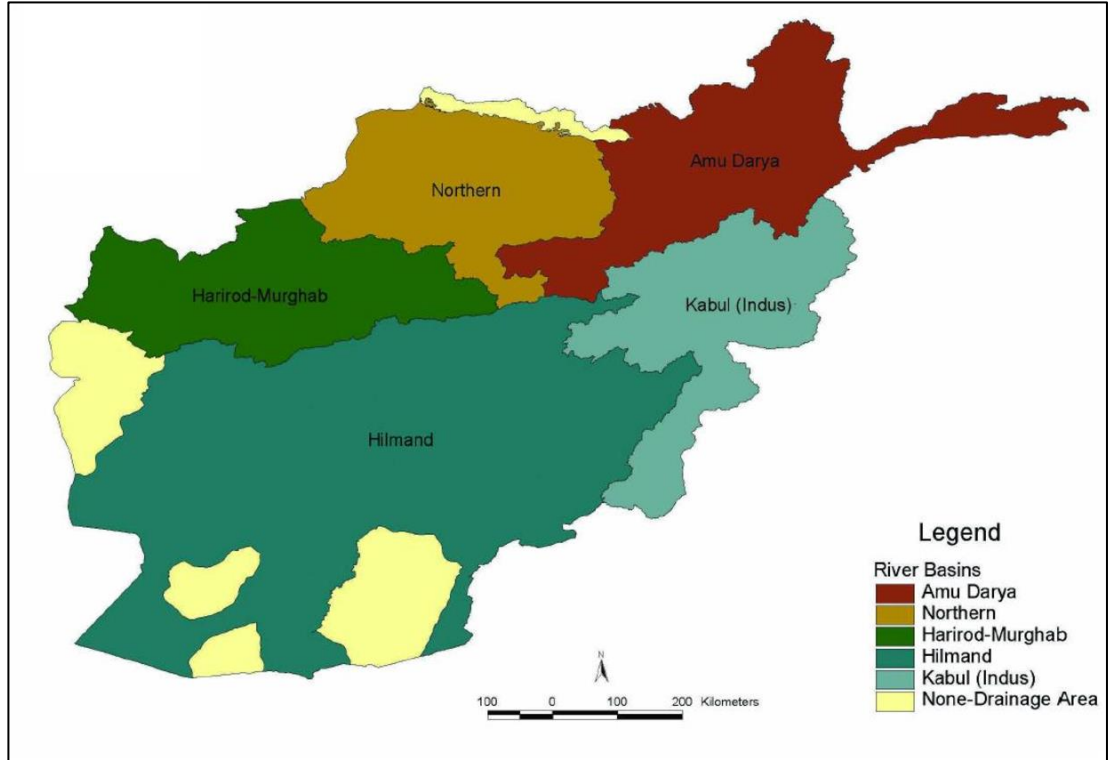 Amu Darya
Northern
Harirod-Murghab
Kabul (Indus)
Hilmand
Legend
River Basins
Amu Darya
Northern
Harirod-Murghab
Hilmand
Kabul (Indus)
None-Drainage Area
N
100 0 100 200 Kilometers